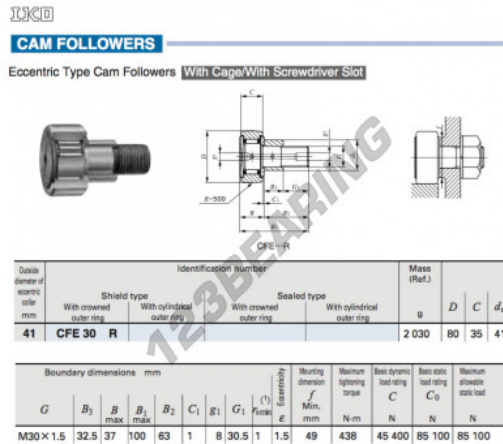 IKO
CAM FOLLOWERS
Eccentric Type Cam Followers With Cage/With Screwdriver Slot
C
D
R=500
B
CFE…R
123BEARING
Outside diameter of eccentric collar mm
Identification number
Mass (Ref.) g
Shield type
Sealed type
With crowned outer ring
With cylindrical outer ring
With crowned outer ring
With cylindrical outer ring
D C
41 CFE 30 R 2 030 80 35 41
Boundary dimensions mm
Eccentricity ε
Mounting dimension f Min. mm
Maximum tightening torque N-m
Basic dynamic load rating C N
Basic static load rating C0 N
Maximum allowable static load N
G B3 B max B1 max B2 C1 g1 G1 (1) rs min
M30×1.5 32.5 37 100 63 1 8 30.5 1 1.5 49 438 45 400 85 100 85 100